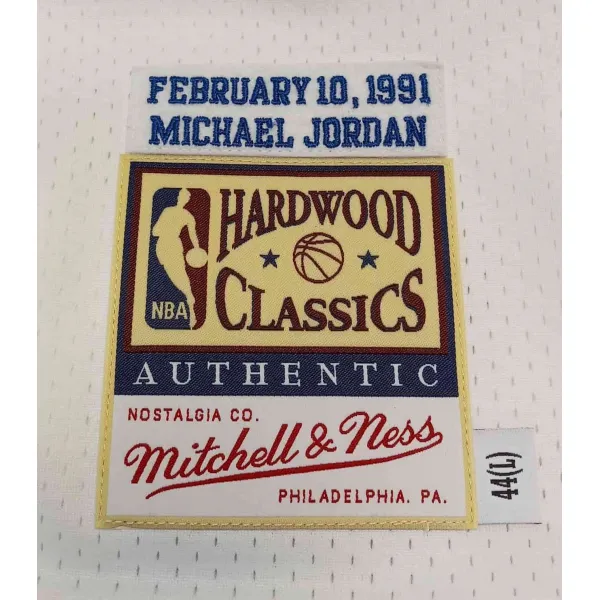 FEBRUARY 10, 1991
MICHAEL JORDAN
HARDWOOD
CLASSICS
NBA
AUTHENTIC
NOSTALGIA CO.
Mitchell & Ness
PHILADELPHIA. PA.
44(L)